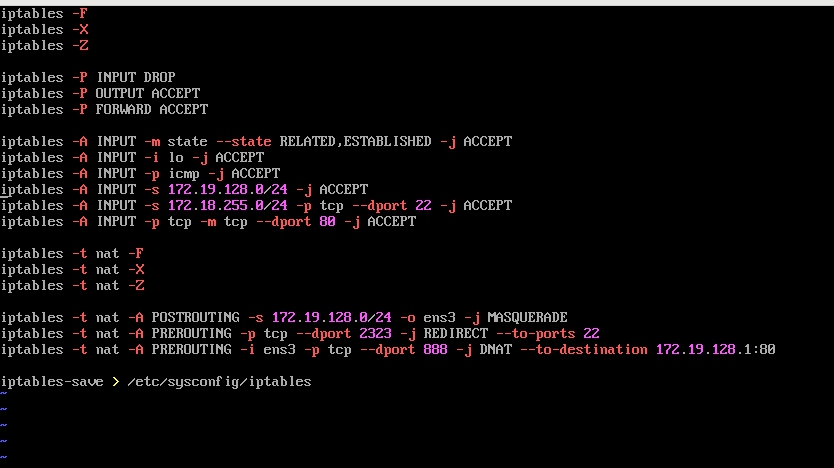 iptables -F
iptables -X
iptables -Z
iptables -P INPUT DROP
iptables -P OUTPUT ACCEPT
iptables -P FORWARD ACCEPT
iptables -A INPUT -m state --state RELATED,ESTABLISHED -j ACCEPT
iptables -A INPUT -i lo -j ACCEPT
iptables -A INPUT -p icmp -j ACCEPT
iptables -A INPUT -s 172.19.128.0/24 -j ACCEPT
iptables -A INPUT -s 172.18.255.0/24 -p tcp --dport 22 -j ACCEPT
iptables -A INPUT -p tcp -m tcp --dport 80 -j ACCEPT
iptables -t nat -F
iptables -t nat -X
iptables -t nat -Z
iptables -t nat -A POSTROUTING -s 172.19.128.0/24 -o ens3 -j MASQUERADE
iptables -t nat -A PREROUTING -p tcp --dport 2323 -j REDIRECT --to-ports 22
iptables -t nat -A PREROUTING -i ens3 -p tcp --dport 888 -j DNAT --to-destination 172.19.128.1:80
iptables-save > /etc/sysconfig/iptables
~
~
~
~
~